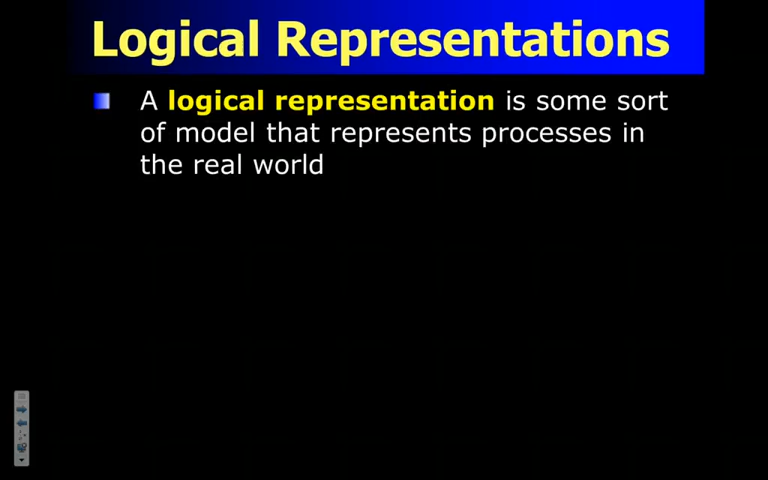 Logical Representations
A logical representation is some sort
of model that represents processes in
the real world